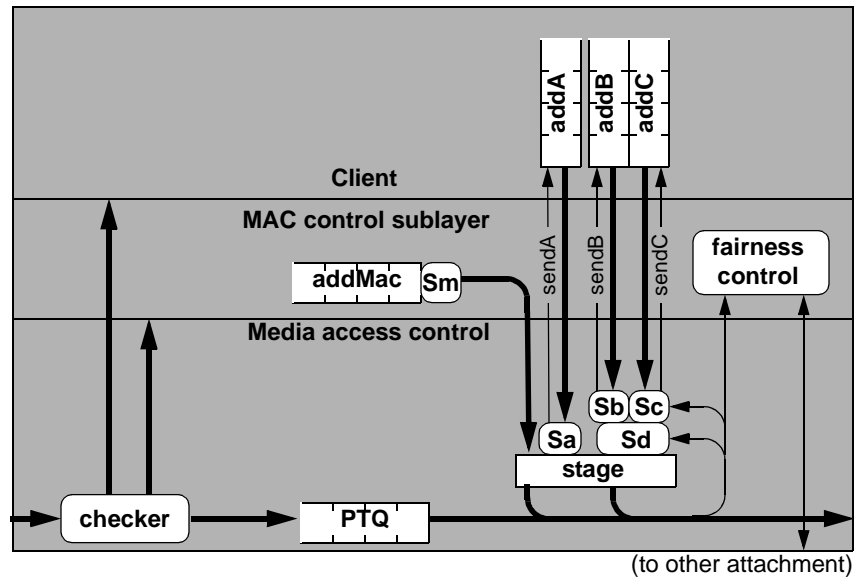 addA
addB
addC
Client
MAC control sublayer
sendA
sendB
sendC
fairness
control
addMac
Sm
Media access control
Sb
Sc
Sa
Sd
stage
checker
PTQ
(to other attachment)